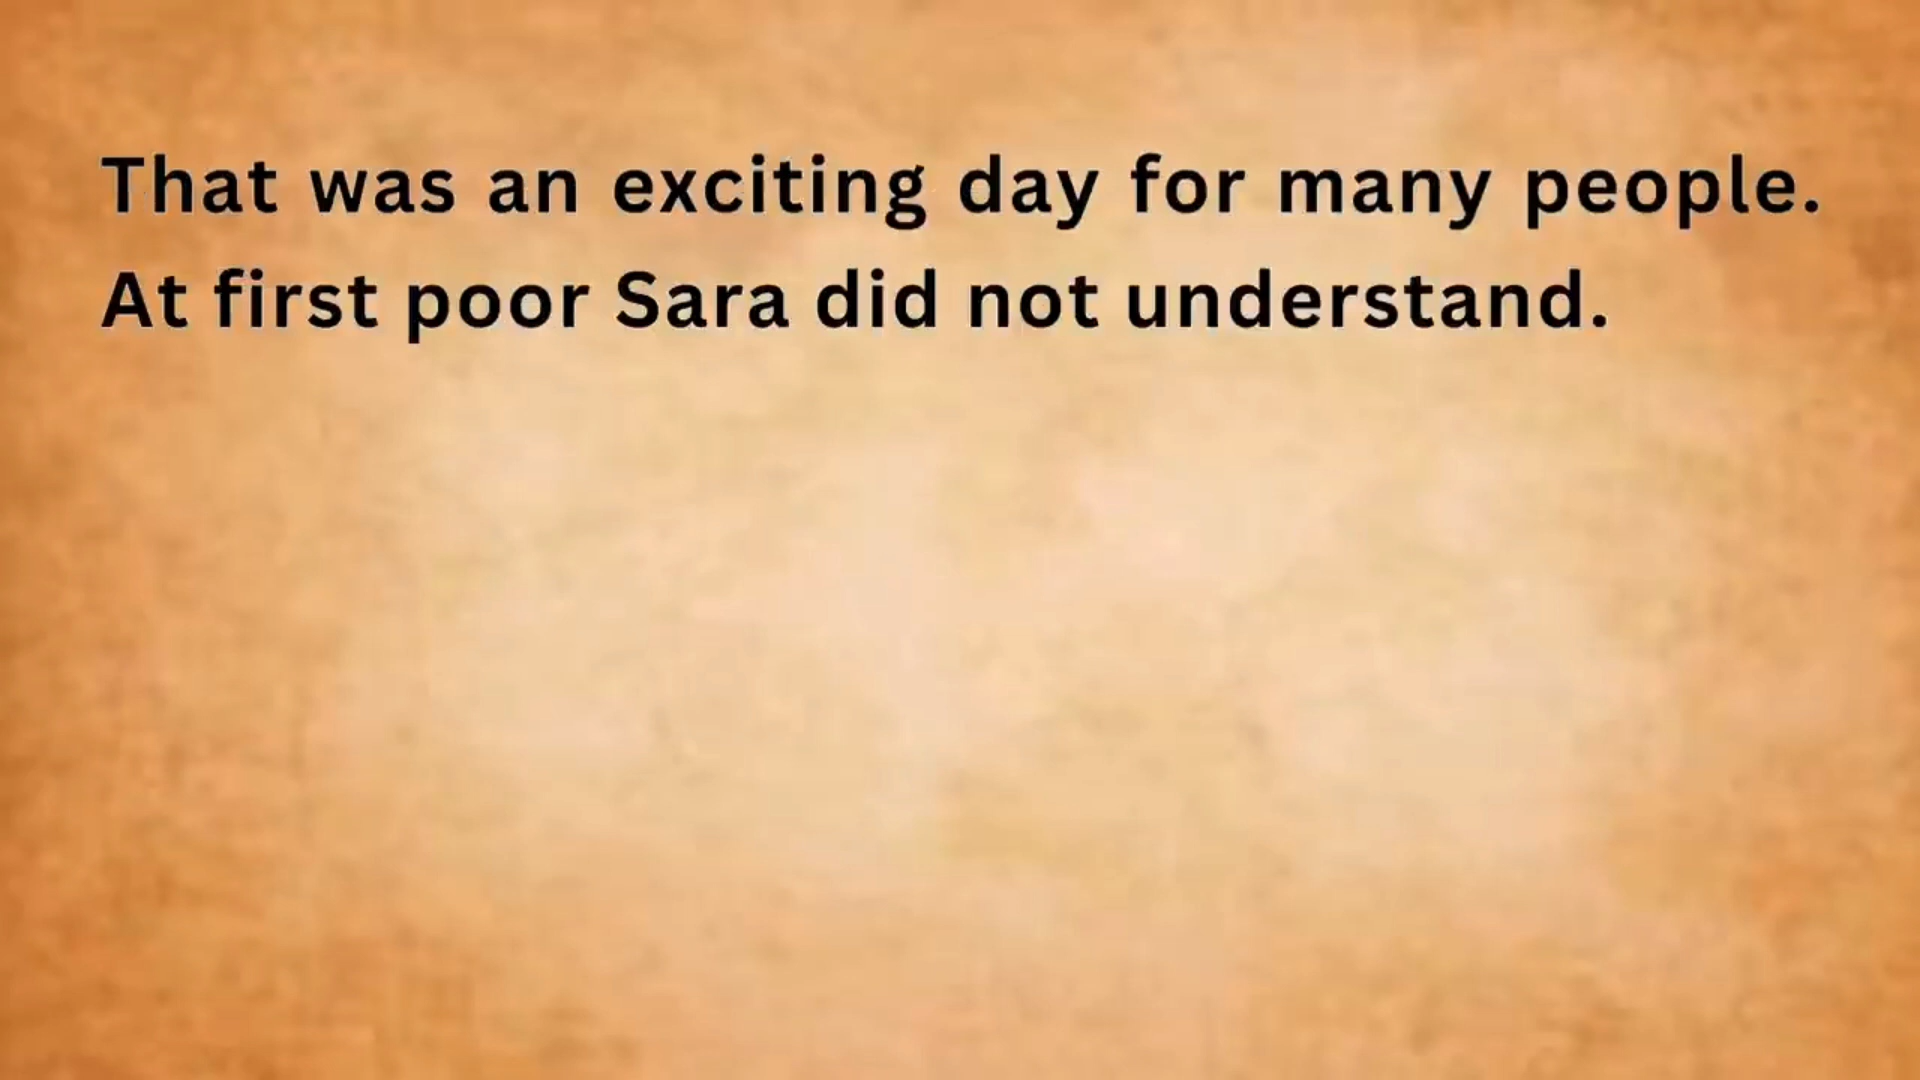 That was an exciting day for many people.
At first poor Sara did not understand.